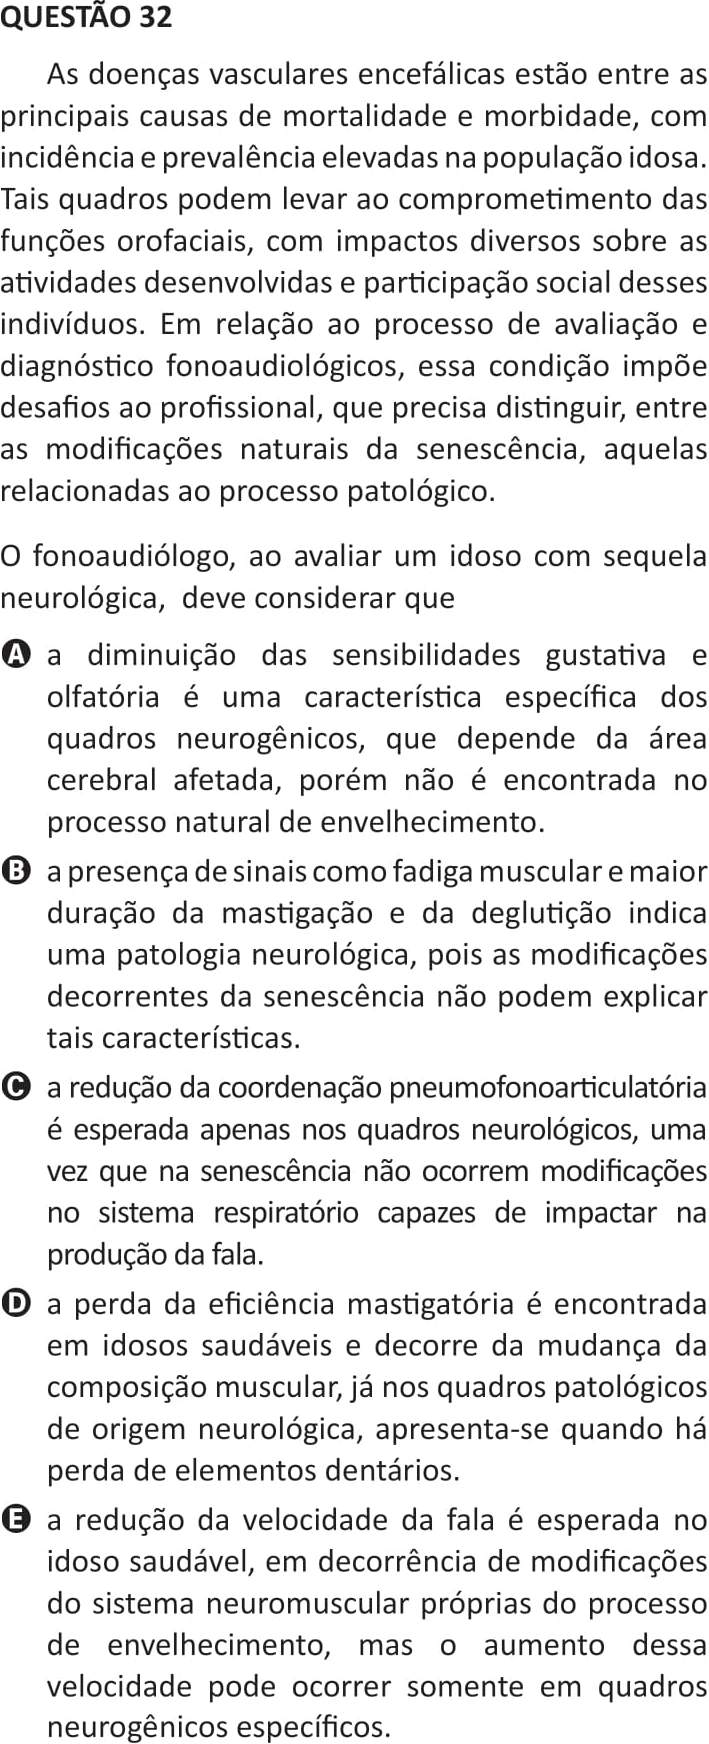 QUESTÃO 32
As doenças vasculares encefálicas estão entre as
principais causas de mortalidade e morbidade, com
incidência e prevalência elevadas na população idosa.
Tais quadros podem levar ao comprometimento das
funções orofaciais, com impactos diversos sobre as
atividades desenvolvidas e participação social desses
indivíduos. Em relação ao processo de avaliação e
diagnóstico fonoaudiológicos, essa condição impõe
desafios ao profissional, que precisa distinguir, entre
as modificações naturais da senescência, aquelas
relacionadas ao processo patológico.
O fonoaudiólogo, ao avaliar um idoso com sequela
neurológica, deve considerar que
A a diminuição das sensibilidades gustativa e
olfatória é uma característica específica dos
quadros neurogênicos, que depende da área
cerebral afetada, porém não é encontrada no
processo natural de envelhecimento.
B a presença de sinais como fadiga muscular e maior
duração da mastigação e da deglutição indica
uma patologia neurológica, pois as modificações
decorrentes da senescência não podem explicar
tais características.
C a redução da coordenação pneumofonoarticulatória
é esperada apenas nos quadros neurológicos, uma
vez que na senescência não ocorrem modificações
no sistema respiratório capazes de impactar na
produção da fala.
D a perda da eficiência mastigatória é encontrada
em idosos saudáveis e decorre da mudança da
composição muscular, já nos quadros patológicos
de origem neurológica, apresenta-se quando há
perda de elementos dentários.
E a redução da velocidade da fala é esperada no
idoso saudável, em decorrência de modificações
do sistema neuromuscular próprias do processo
de envelhecimento, mas o aumento dessa
velocidade pode ocorrer somente em quadros
neurogênicos específicos.